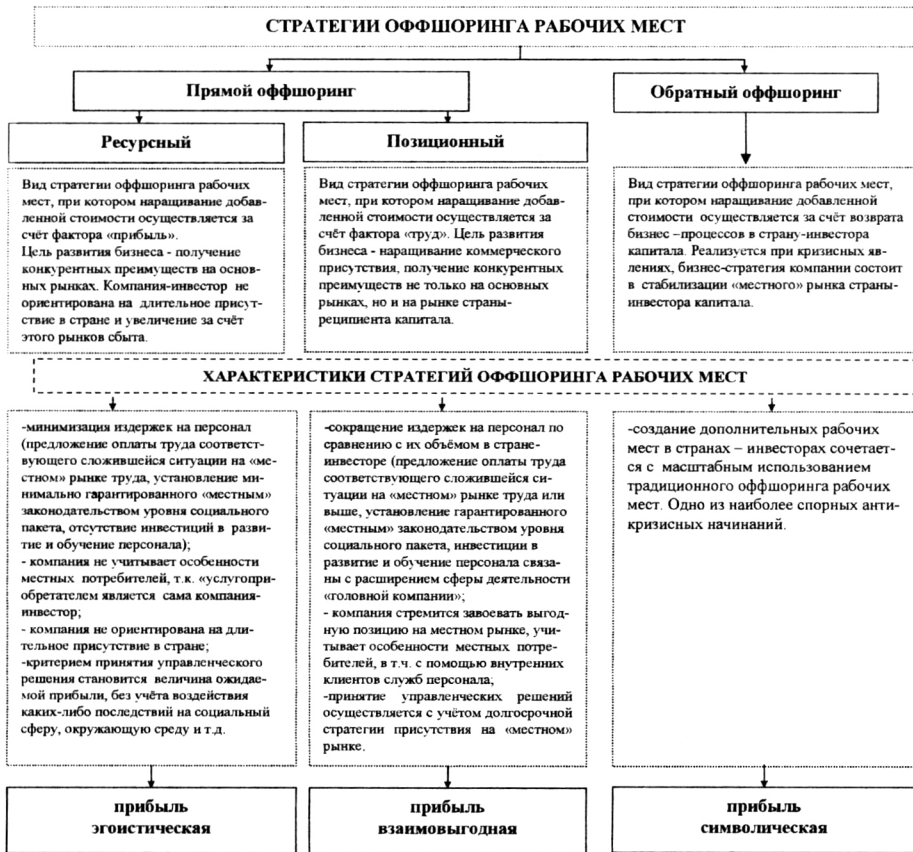 СТРАТЕГИИ ОФФШОРИНГА РАБОЧИХ МЕСТ
Прямой оффшоринг
Обратный оффшоринг
Ресурсный
Позиционный
Вид стратегии оффшоринга рабочих
мест, при котором наращивание добав-
ленной стоимости осуществляется за
счёт фактора «прибыль».
Цель развития бизнеса - получение
конкурентных преимуществ на основ-
ных рынках. Компания-инвестор не
ориентирована на длительное присут-
ствие в стране и увеличение за счёт
этого рынков сбыта.
Вид стратегии оффшоринга рабочих
мест, при котором наращивание добав-
ленной стоимости осуществляется за
счёт фактора «труд». Цель развития
бизнеса - наращивание коммерческого
присутствия, получение конкурентных
преимуществ не только на основных
рынках, но и на рынке страны-
реципиента капитала.
Вид стратегии оффшоринга рабочих мест,
при котором наращивание добавленной
стоимости осуществляется за счёт возврата
бизнес –процессов в страну-инвестора
капитала. Реализуется при кризисных яв-
лениях, бизнес-стратегия компании состоит
в стабилизации «местного» рынка страны-
инвестора капитала.
ХАРАКТЕРИСТИКИ СТРАТЕГИЙ ОФФШОРИНГА РАБОЧИХ МЕСТ
-минимизация издержек на персонал
(предложение оплаты труда соответст-
вующего сложившейся ситуации на «ме-
стном» рынке труда, установление ми-
нимально гарантированного «местным»
законодательством уровня социального
пакета, отсутствие инвестиций в разви-
тие и обучение персонала);
- компания не учитывает особенности
местных потребителей, т.к. «услугопри-
обретателем является сама компания-
инвестор;
- компания не ориентирована на дли-
тельное присутствие в стране;
-критерием принятия управленческого
решения становится величина ожидае-
мой прибыли, без учёта воздействия
каких-либо последствий на социальный
сферу, окружающую среду и т.д.
-сокращение издержек на персонал по
сравнению с их объёмом в стране-
инвесторе (предложение оплаты труда
соответствующего сложившейся си-
туации на «местном» рынке труда или
выше, установление гарантированного
«местным» законодательством уровня
социального пакета, инвестиции в
развитие и обучение персонала связа-
ны с расширением сферы деятельности
«головной компании»;
- компания стремится завоевать выгод-
ную позицию на местном рынке, учи-
тывает особенности местных потре-
бителей, в т.ч. с помощью внутренних
клиентов служб персонала;
-принятие управленческих решений
осуществляется с учётом долгосрочной
стратегии присутствия на «местном»
рынке.
-создание дополнительных рабочих
мест в странах – инвесторах сочетает-
ся с масштабным использованием
традиционного оффшоринга рабочих
мест. Одно из наиболее спорных анти-
кризисных начинаний.
прибыль
эгоистическая
прибыль
взаимовыгодная
прибыль
символическая